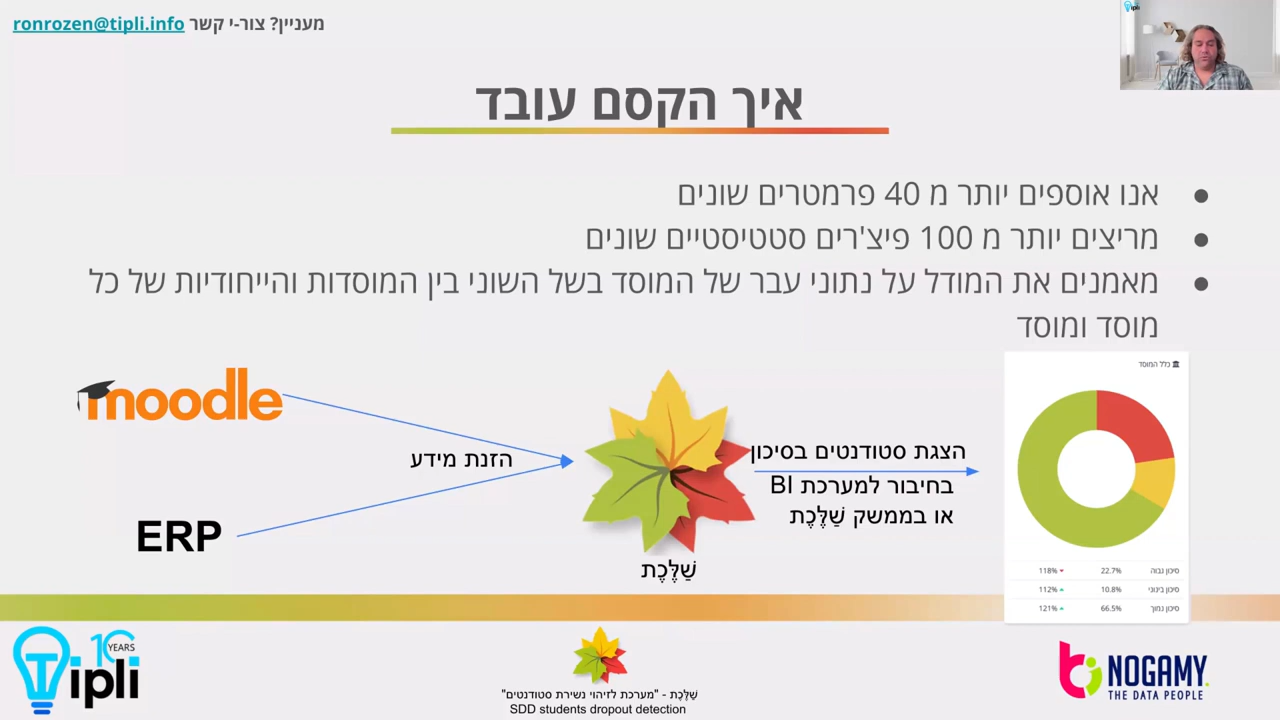 מעניין? צור-י קשר ronrozen@tipli.info
Tipli
איך הקסם עובד
אנו אוספים יותר מ 40 פרמטרים שונים
מריצים יותר מ 100 פיצ'רים סטטיסטיים שונים
מאמנים את המודל על נתוני עבר של המוסד בשל השוני בין המוסדות והייחודיות של כל
מוסד ומוסד
כלל המוסד
moodle
הזנת מידע
ERP
שַׁלֶּכֶת
הצגת סטודנטים בסיכון
בחיבור למערכת BI
או בממשק שַׁלֶּכֶת
סיכון גבוה 22.7% 118%
סיכון בינוני 10.8% 112%
סיכון נמוך 66.5% 121%
Tipli
10 YEARS
שַׁלֶּכֶת - "מערכת לזיהוי נשירת סטודנטים"
SDD students dropout detection
NOGAMY.
THE DATA PEOPLE